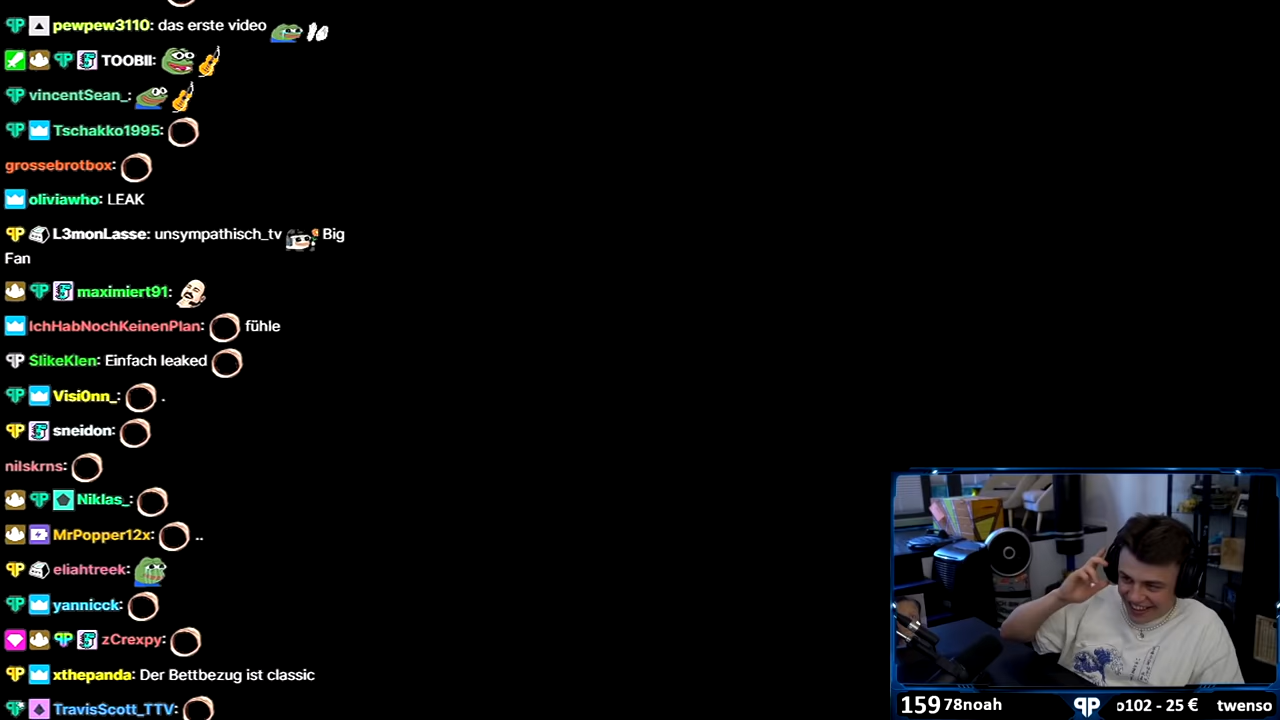 pewpew3110: das erste video
TOOBII:
vincentSean_:
Tschakko1995:
grossebrotbox:
oliviawho: LEAK
L3monLasse: unsympathisch_tv Big
Fan
maximiert91:
IchHabNochKeinenPlan: fühle
SlikeKlen: Einfach leaked
Visi0nn_: .
sneidon:
nilskrns:
Niklas_:
MrPopper12x: ..
eliahtreek:
yannicck:
zCrexpy:
xthepanda: Der Bettbezug ist classic
TravisScott_TTV:
159 78noah
o102 - 25 € twenso